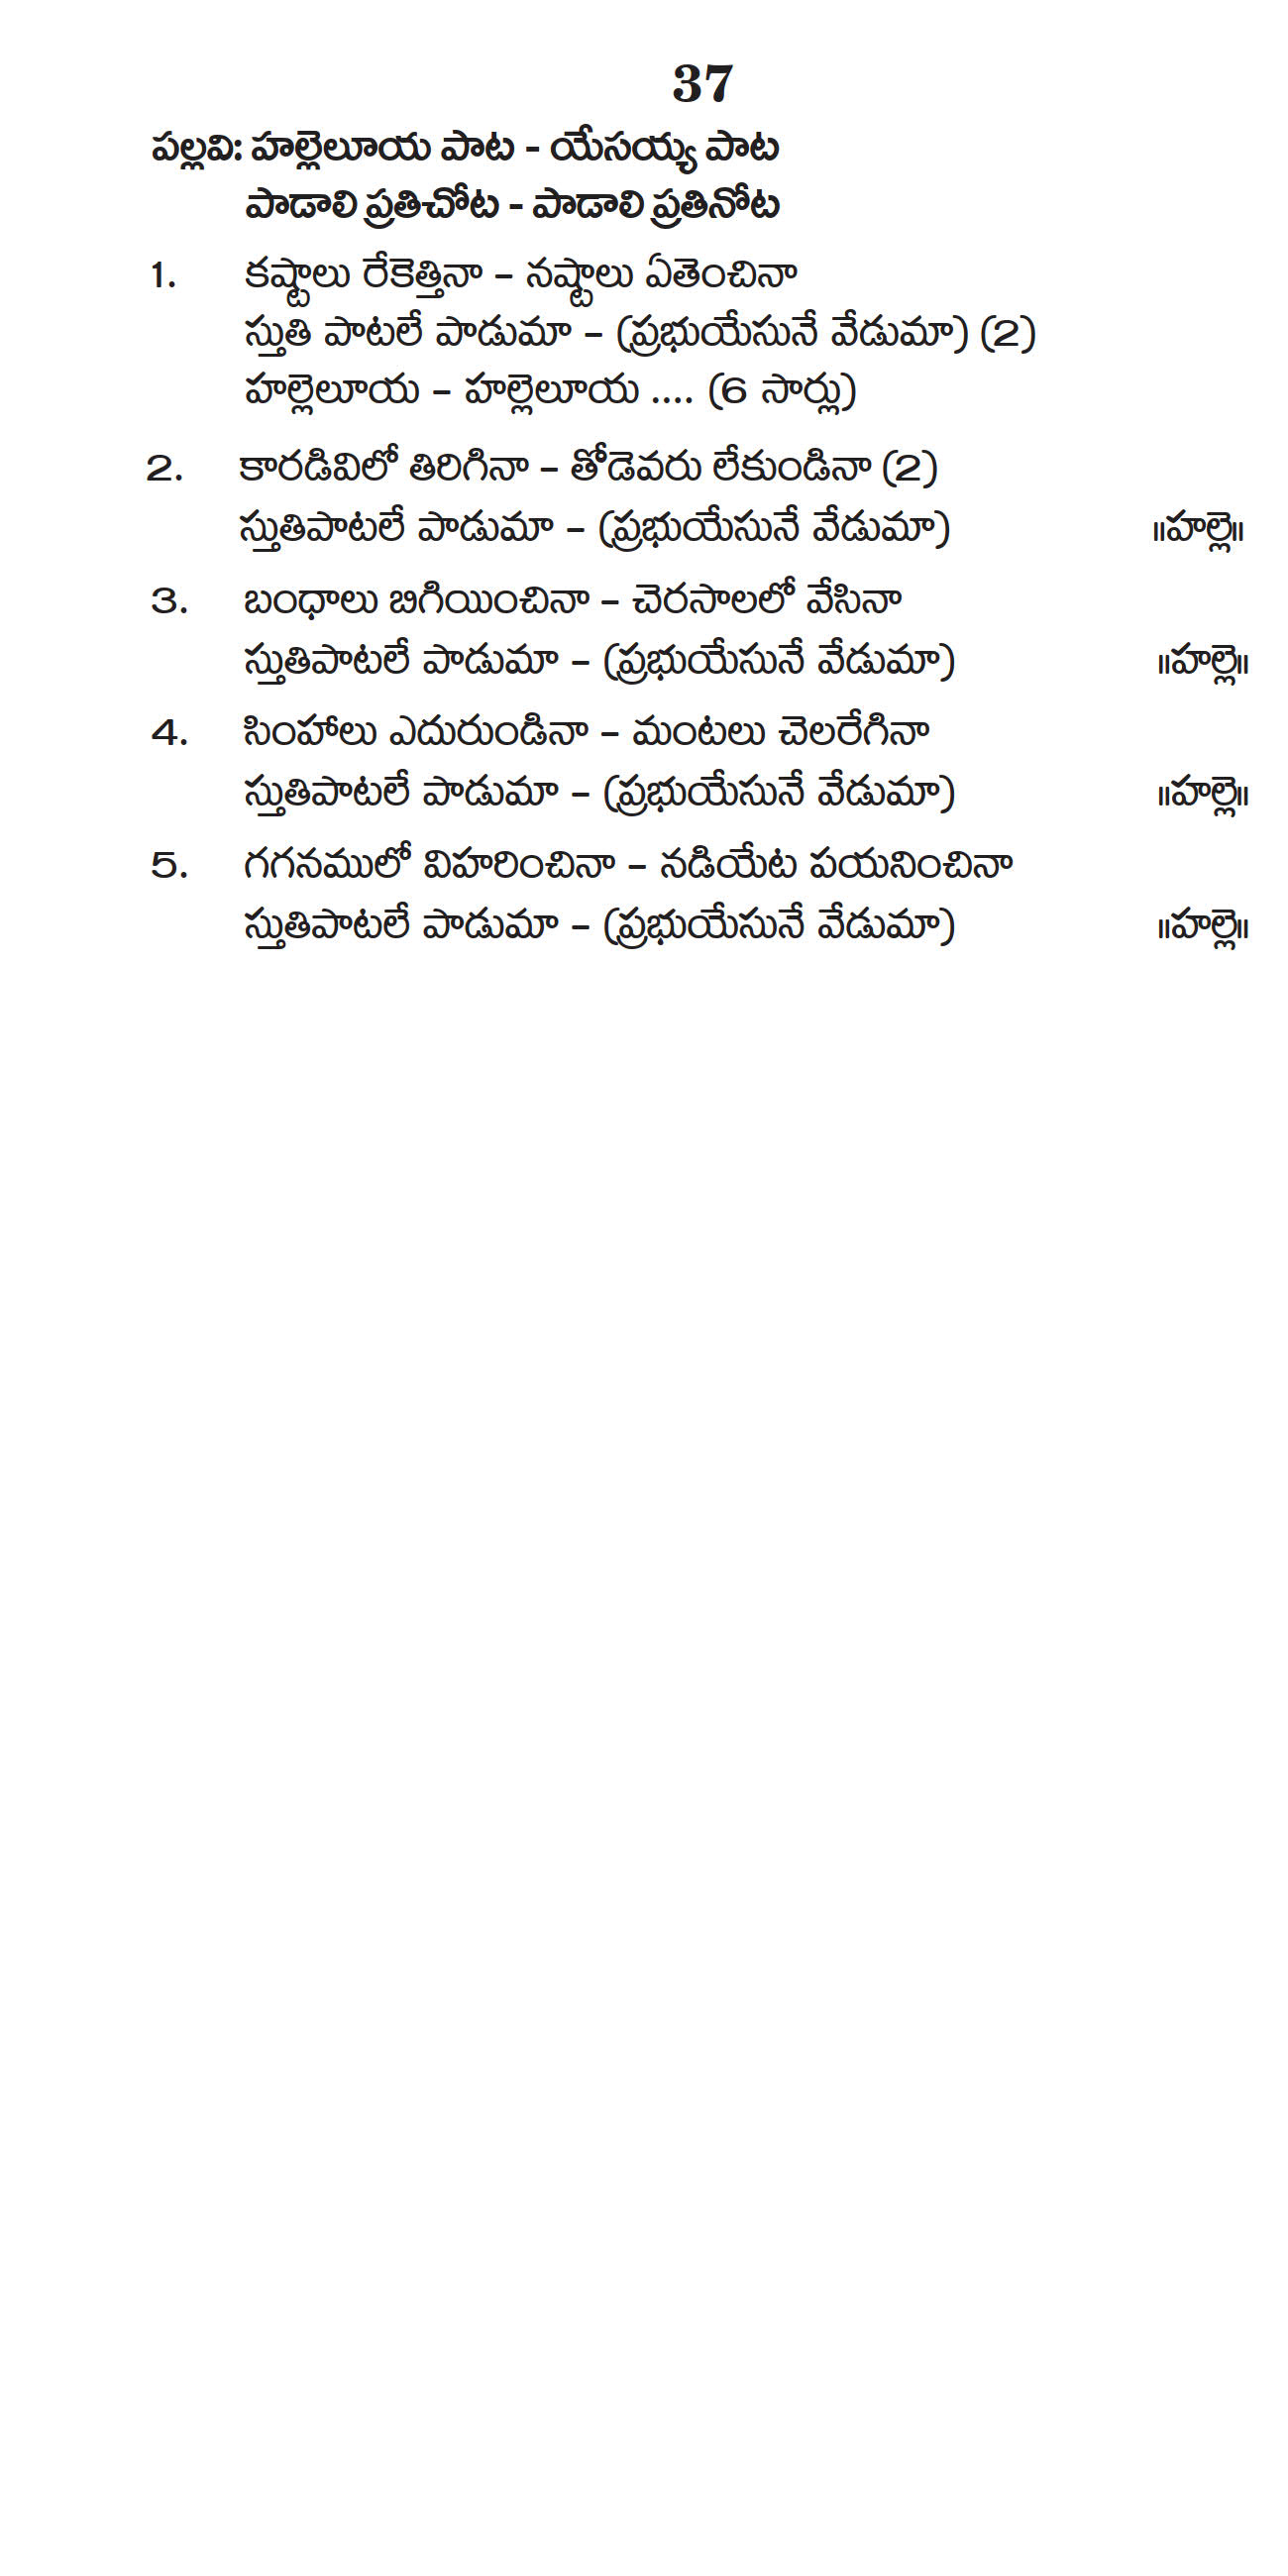 37
పల్లవి: హల్లెలూయ పాట - యేసయ్య పాట
పాడాలి ప్రతిచోట - పాడాలి ప్రతినోట
1. కష్టాలు రేకెత్తినా – నష్టాలు ఏతెంచినా
స్తుతి పాటలే పాడుమా – (ప్రభుయేసునే వేడుమా) (2)
హల్లెలూయ – హల్లెలూయ .... (6 సార్లు)
2. కారడివిలో తిరిగినా – తోడెవరు లేకుండినా (2)
స్తుతిపాటలే పాడుమా – (ప్రభుయేసునే వేడుమా) ॥హల్లె॥
3. బంధాలు బిగియించినా – చెరసాలలో వేసినా
స్తుతిపాటలే పాడుమా – (ప్రభుయేసునే వేడుమా) ॥హల్లె॥
4. సింహాలు ఎదురుండినా – మంటలు చెలరేగినా
స్తుతిపాటలే పాడుమా – (ప్రభుయేసునే వేడుమా) ॥హల్లె॥
5. గగనములో విహరించినా – నడియేట పయనించినా
స్తుతిపాటలే పాడుమా – (ప్రభుయేసునే వేడుమా) ॥హల్లె॥